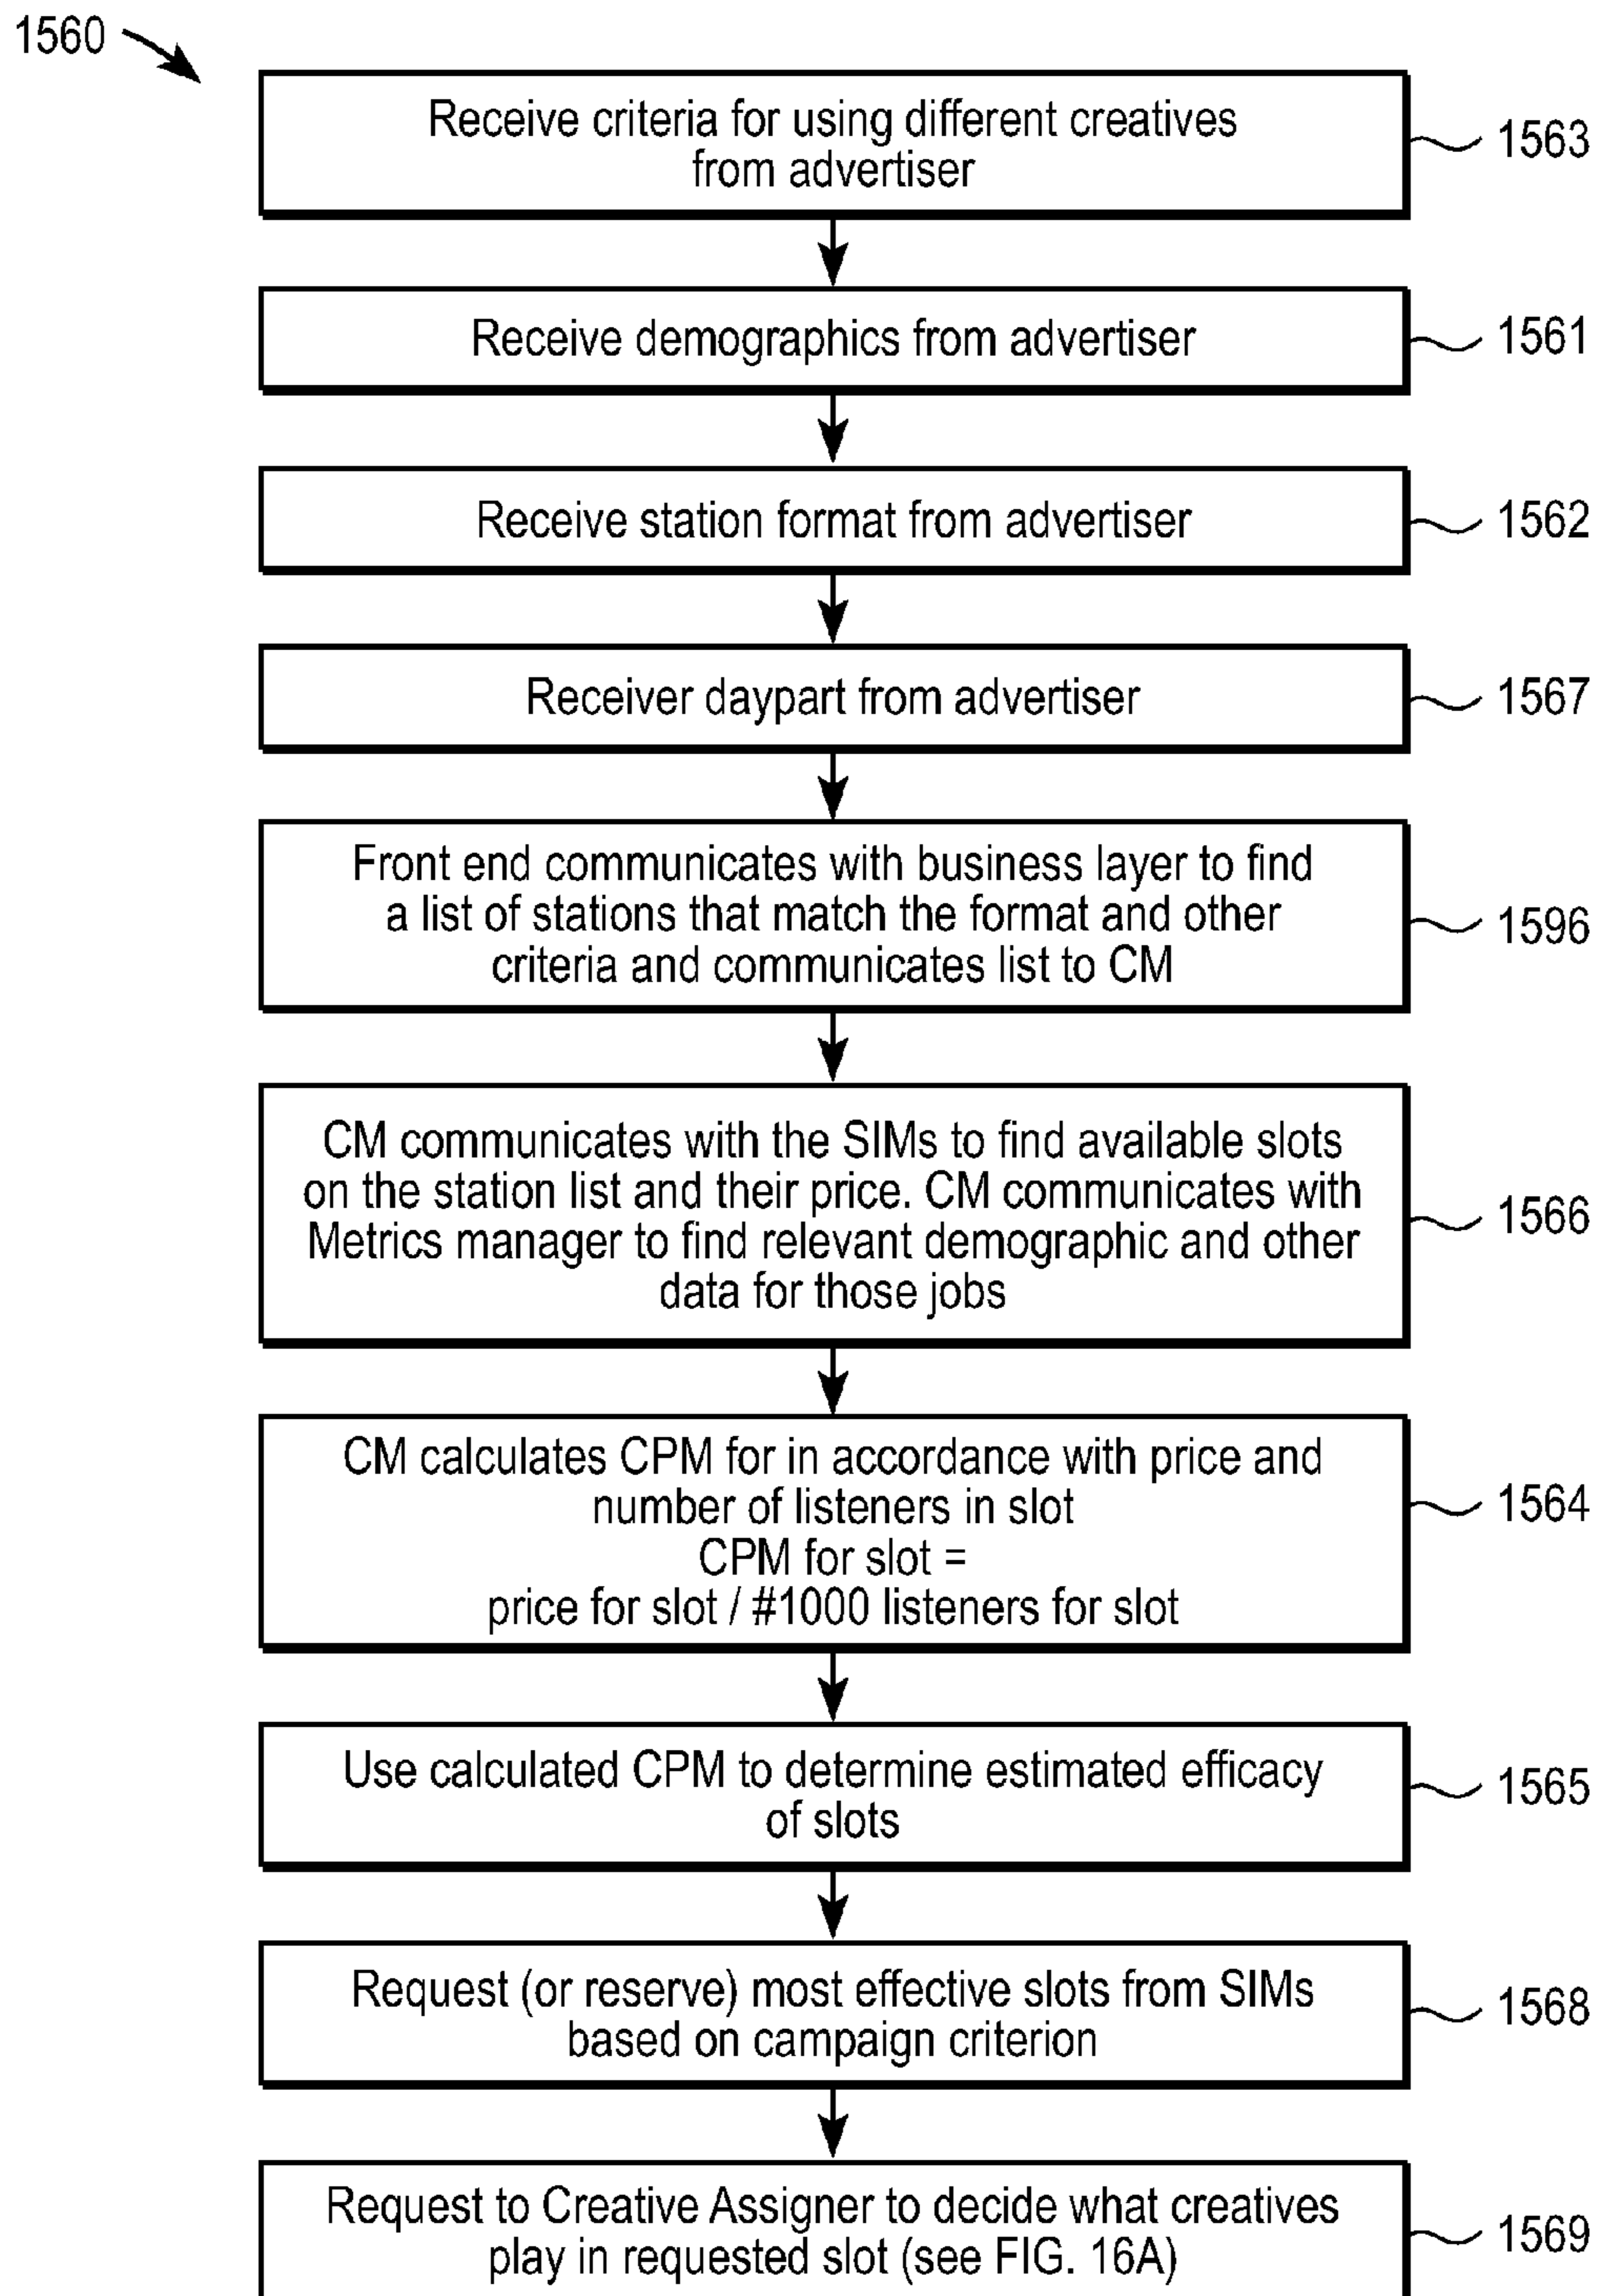 1560
Receive criteria for using different creatives
from advertiser
1563
Receive demographics from advertiser
1561
Receive station format from advertiser
1562
Receiver daypart from advertiser
1567
Front end communicates with business layer to find
a list of stations that match the format and other
criteria and communicates list to CM
1596
CM communicates with the SIMs to find available slots
on the station list and their price. CM communicates with
Metrics manager to find relevant demographic and other
data for those jobs
1566
CM calculates CPM for in accordance with price and
number of listeners in slot
CPM for slot =
price for slot / #1000 listeners for slot
1564
Use calculated CPM to determine estimated efficacy
of slots
1565
Request (or reserve) most effective slots from SIMs
based on campaign criterion
1568
Request to Creative Assigner to decide what creatives
play in requested slot (see FIG. 16A)
1569